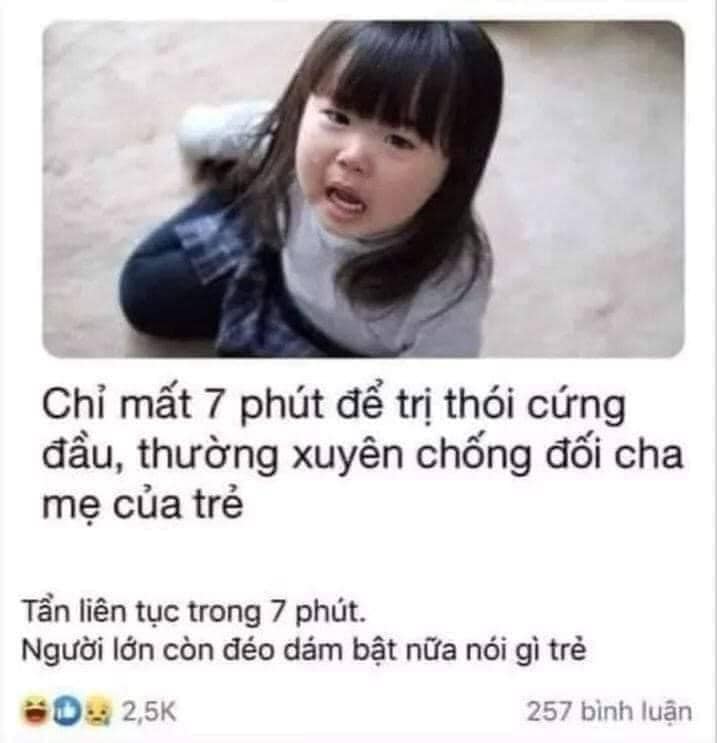 Chỉ mất 7 phút để trị thói cứng
đầu, thường xuyên chống đối cha
mẹ của trẻ
Tẩn liên tục trong 7 phút.
Người lớn còn đéo dám bật nữa nói gì trẻ
2,5K
257 bình luận